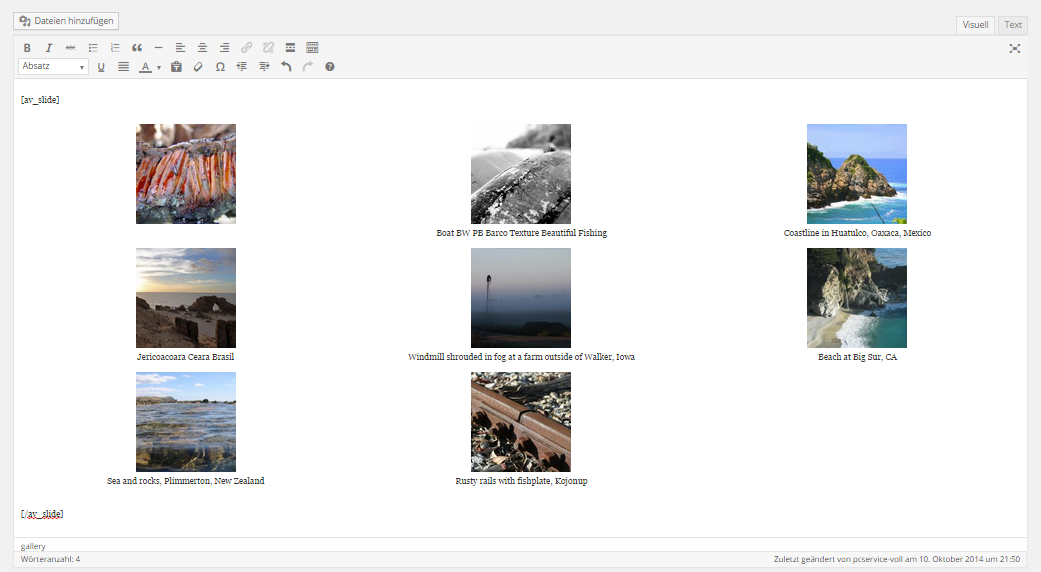 Dateien hinzufügen
Visuell Text
B I ABC
Absatz U A Ω ?
[av_slide]
Boat BW PB Barco Texture Beautiful Fishing
Coastline in Huatulco, Oaxaca, Mexico
Jericoacoara Ceara Brasil
Windmill shrouded in fog at a farm outside of Walker, Iowa
Beach at Big Sur, CA
Sea and rocks, Plimmerton, New Zealand
Rusty rails with fishplate, Kojonup
[/av_slide]
gallery
Wörteranzahl: 4
Zuletzt geändert von pcservice-voll am 10. Oktober 2014 um 21:50